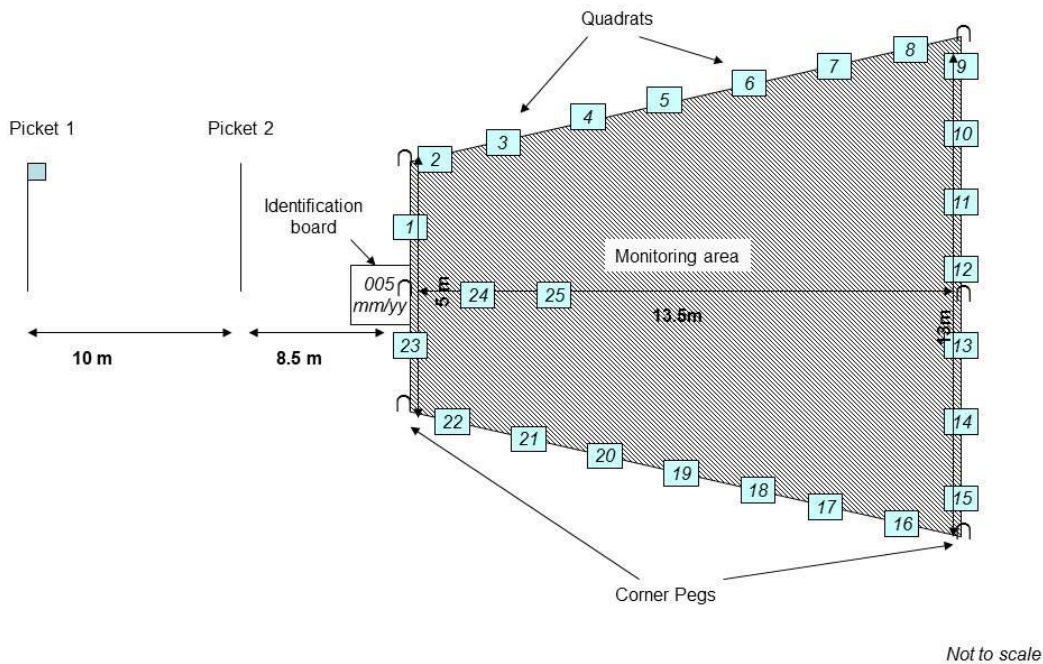 Quadrats
Picket 1
Picket 2
Identification
board
005
mm/yy
1
2
3
4
5
6
7
8
9
10
11
12
13
14
15
16
17
18
19
20
21
22
23
24
25
Monitoring area
5 m
13.5m
13m
10 m
8.5 m
Corner Pegs
Not to scale